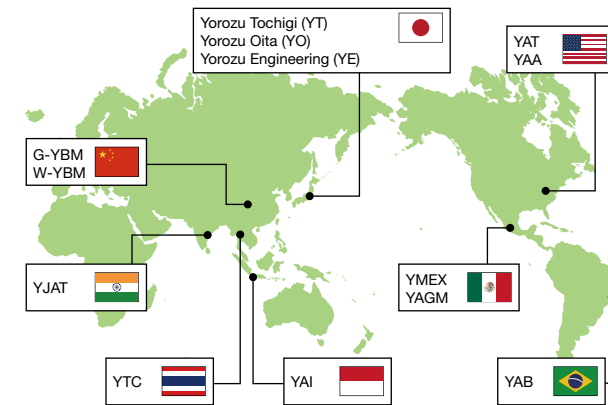 Yorozu Tochigi (YT)
Yorozu Oita (YO)
Yorozu Engineering (YE)
YAT
YAA
G-YBM
W-YBM
YJAT
YMEX
YAGM
YTC
YAI
YAB